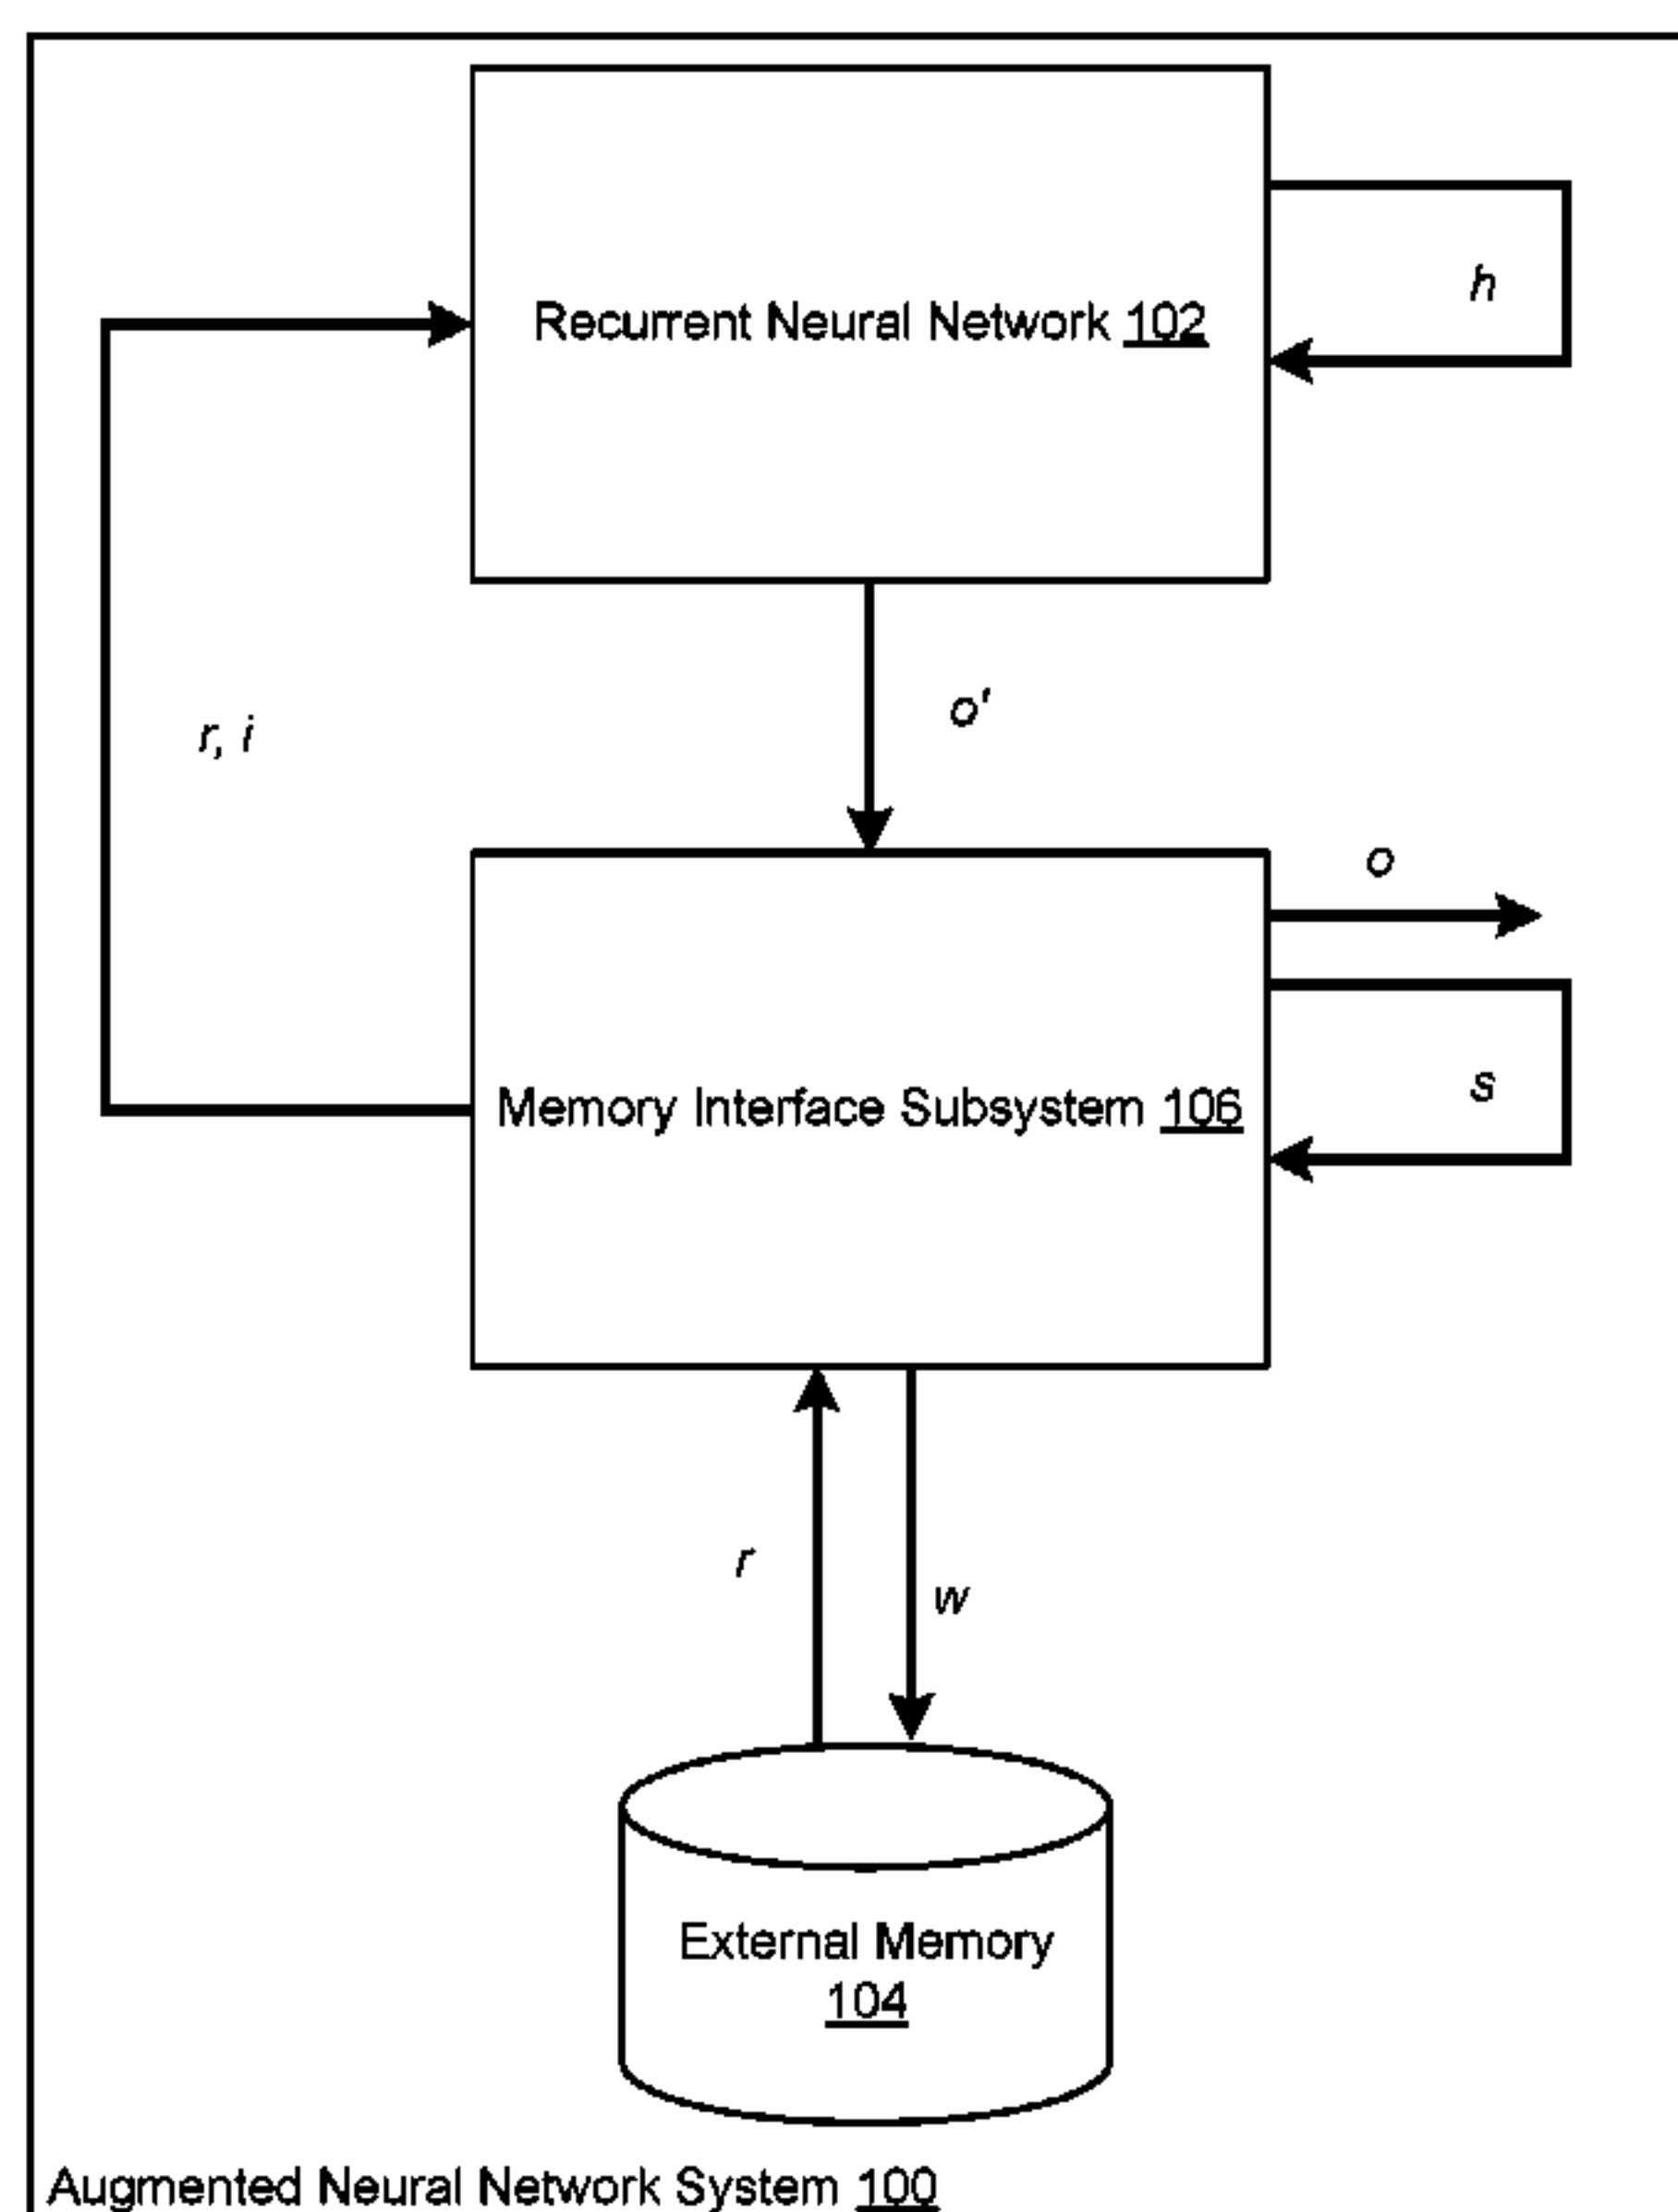 h
Recurrent Neural Network 102
r, i
o'
o
Memory Interface Subsystem 106
s
r
w
External Memory
104
Augmented Neural Network System 100